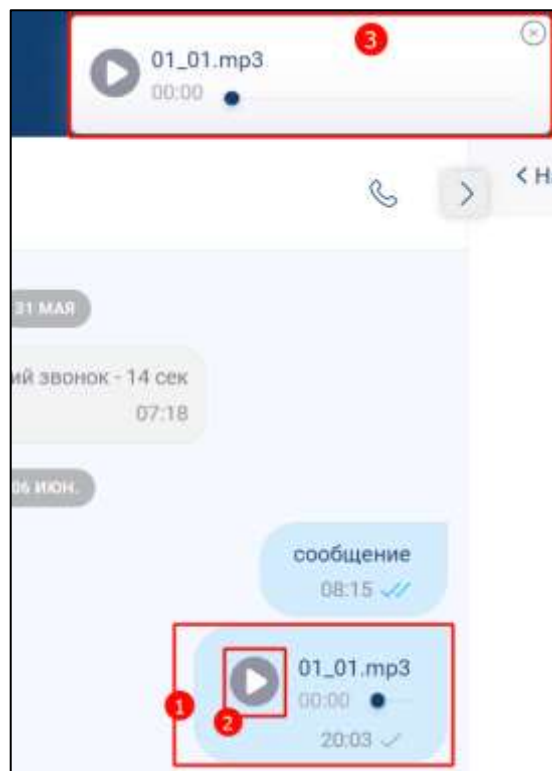 3
01_01.mp3
00:00
< Н
31 МАЯ
ий звонок - 14 сек
07:18
06 ИЮН.
сообщение
08:15
1
2
01_01.mp3
00:00
20:03